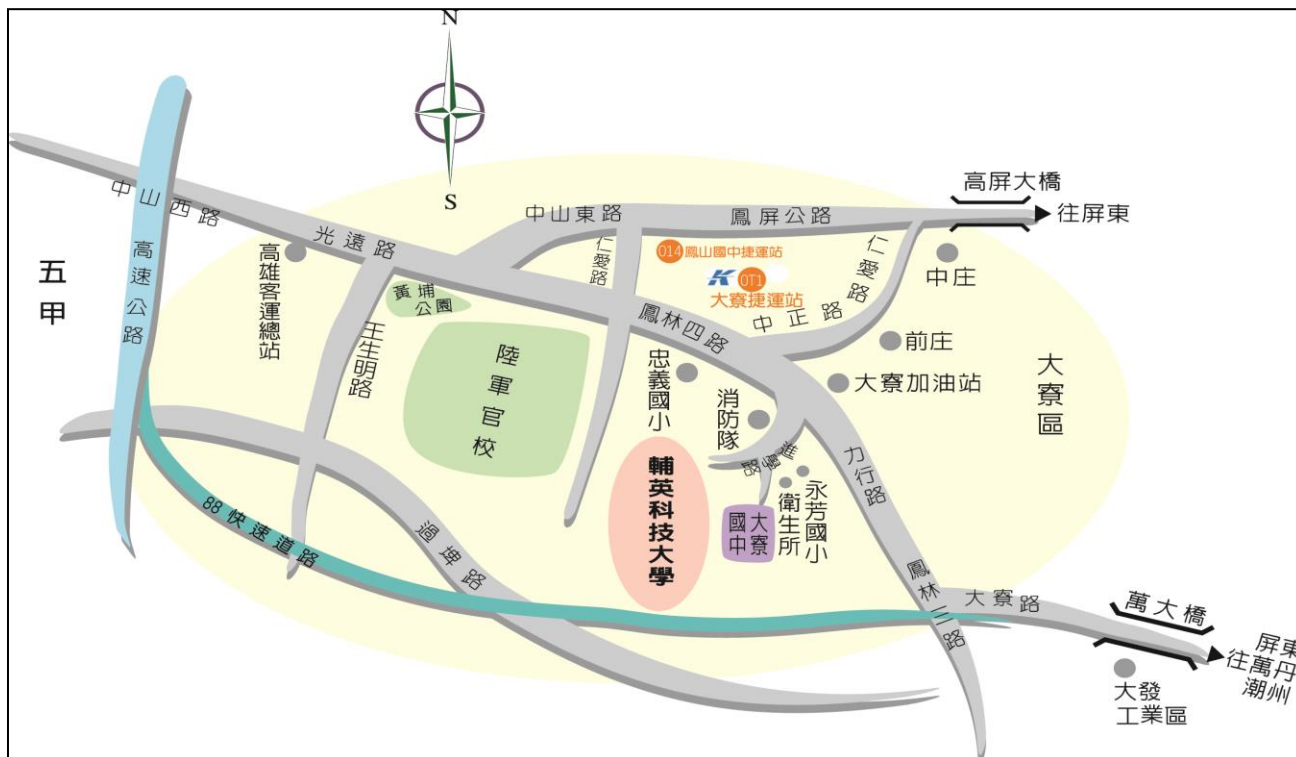 N
S
中山西路
光遠路
中山東路
鳳屏公路
高屏大橋
往屏東
五甲
高速公路
高雄客運總站
王生明路
黃埔
公園
仁愛路
014 鳳山國中捷運站
K 0T1
大寮捷運站
仁愛路
中正路
中庄
前庄
大寮加油站
大寮區
鳳林四路
陸軍官校
忠義國小
消防隊
進學路
輔英科技大學
大寮
國中
衛生所
永芳國小
力行路
88快速道路
過埤路
鳳林三路
大寮路
萬大橋
屏東
往萬丹
潮州
大發
工業區